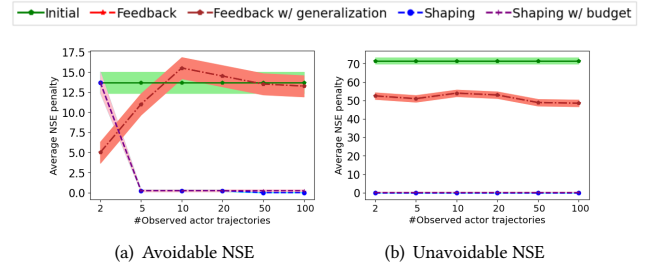 Initial Feedback Feedback w/ generalization Shaping Shaping w/ budget
17.5
15.0
12.5
10.0
7.5
5.0
2.5
0.0
Average NSE penalty
2 5 10 20 50 100
#Observed actor trajectories
(a) Avoidable NSE
70
60
50
40
30
20
10
0
Average NSE penalty
2 5 10 20 50 100
#Observed actor trajectories
(b) Unavoidable NSE